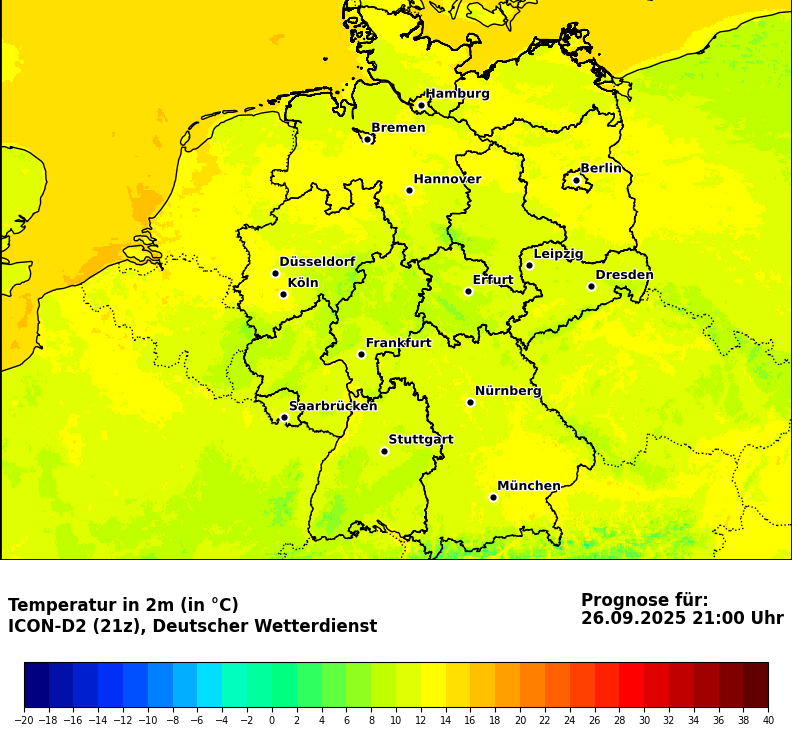 Hamburg
Bremen
Berlin
Hannover
Leipzig
Düsseldorf
Dresden
Köln
Erfurt
Frankfurt
Nürnberg
Saarbrücken
Stuttgart
München
Temperatur in 2m (in °C)
ICON-D2 (21z), Deutscher Wetterdienst
Prognose für:
26.09.2025 21:00 Uhr
−20 −18 −16 −14 −12 −10 −8 −6 −4 −2 0 2 4 6 8 10 12 14 16 18 20 22 24 26 28 30 32 34 36 38 40